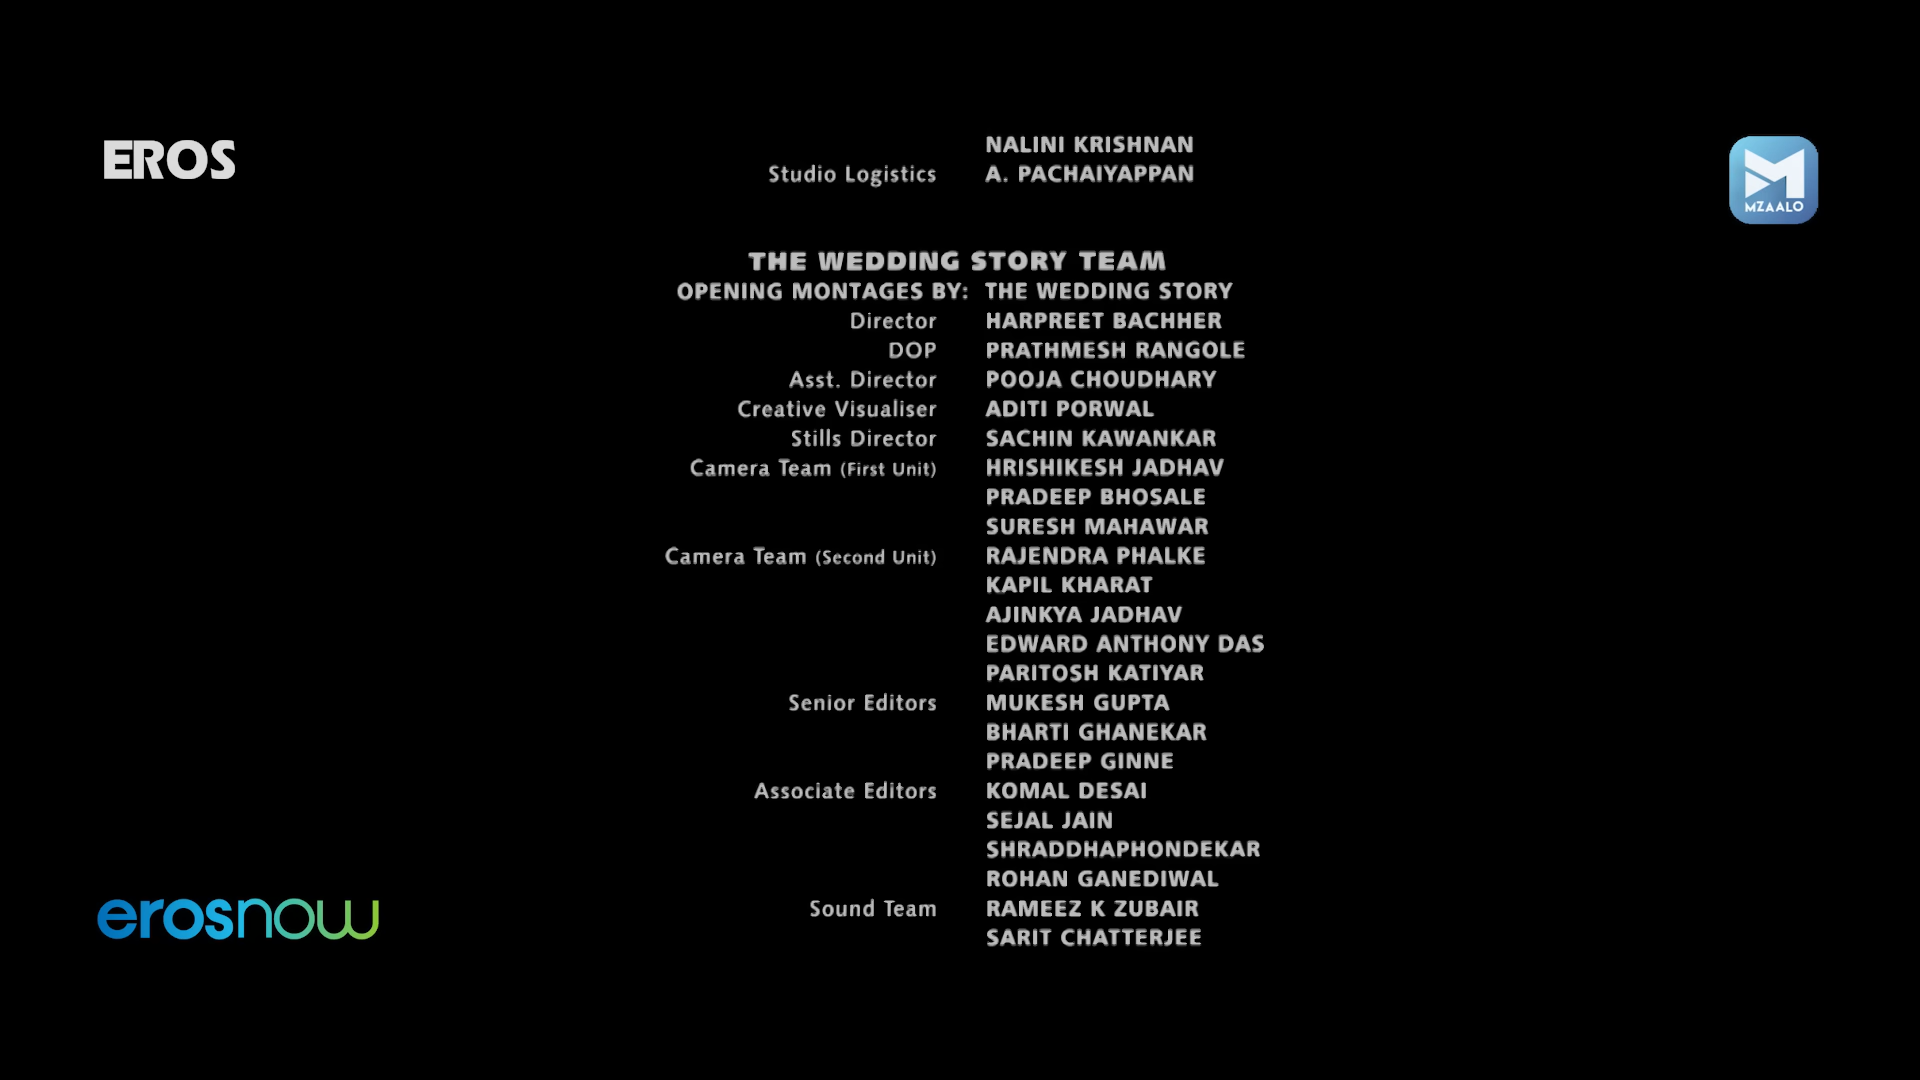 EROS
MZAALO
NALINI KRISHNAN
Studio Logistics A. PACHAIYAPPAN
THE WEDDING STORY TEAM
OPENING MONTAGES BY: THE WEDDING STORY
Director HARPREET BACHHER
DOP PRATHMESH RANGOLE
Asst. Director POOJA CHOUDHARY
Creative Visualiser ADITI PORWAL
Stills Director SACHIN KAWANKAR
Camera Team (First Unit) HRISHIKESH JADHAV
PRADEEP BHOSALE
SURESH MAHAWAR
Camera Team (Second Unit) RAJENDRA PHALKE
KAPIL KHARAT
AJINKYA JADHAV
EDWARD ANTHONY DAS
PARITOSH KATIYAR
Senior Editors MUKESH GUPTA
BHARTI GHANEKAR
PRADEEP GINNE
Associate Editors KOMAL DESAI
SEJAL JAIN
SHRADDHAPHONDEKAR
ROHAN GANEDIWAL
Sound Team RAMEEZ K ZUBAIR
SARIT CHATTERJEE
erosnow